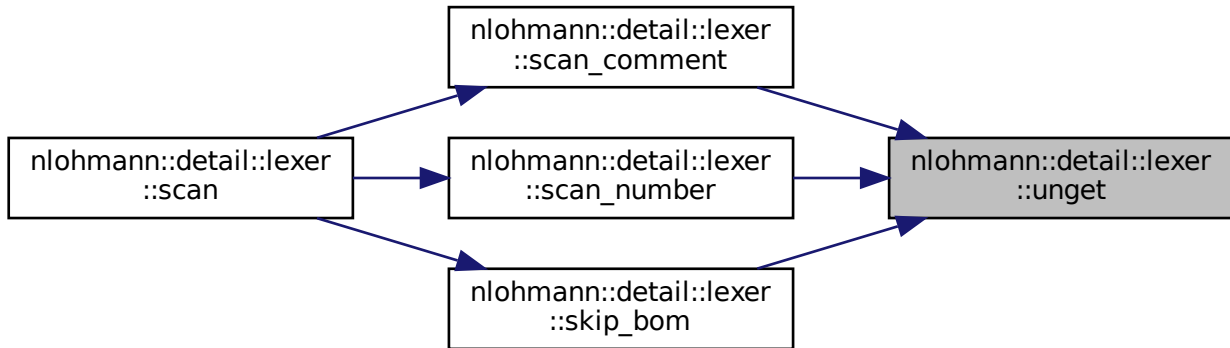 nlohmann::detail::lexer
::scan_comment
nlohmann::detail::lexer
::scan
nlohmann::detail::lexer
::scan_number
nlohmann::detail::lexer
::unget
nlohmann::detail::lexer
::skip_bom